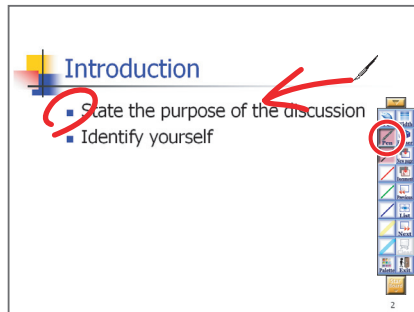 Introduction
State the purpose of the discussion
Identify yourself
Pen
List
Next
Palette Exit
2